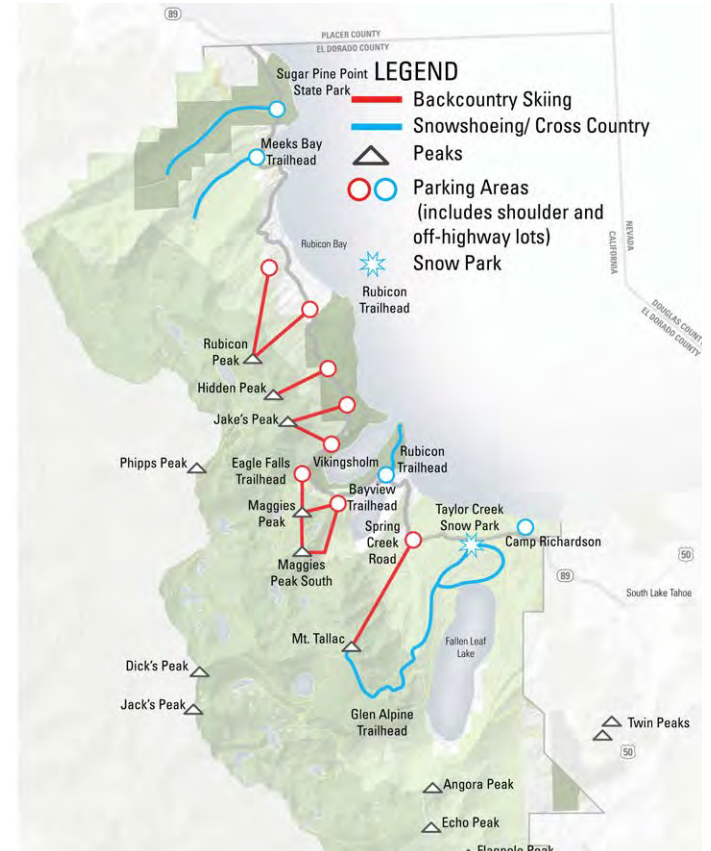 89
PLACER COUNTY
EL DORADO COUNTY
Sugar Pine Point
State Park
LEGEND
Backcountry Skiing
Snowshoeing/ Cross Country
Peaks
Parking Areas
(includes shoulder and
off-highway lots)
Snow Park
Meeks Bay
Trailhead
NEVADA
CALIFORNIA
Rubicon Bay
Rubicon
Trailhead
DOUGLAS COUNTY
EL DORADO COUNTY
Rubicon
Peak
Hidden Peak
Jake's Peak
Phipps Peak
Vikingsholm
Eagle Falls
Trailhead
Rubicon
Trailhead
Bayview
Trailhead
Maggies
Peak
Spring
Creek
Road
Taylor Creek
Snow Park
Camp Richardson
50
Maggies
Peak South
89
South Lake Tahoe
Mt. Tallac
Fallen Leaf
Lake
Dick's Peak
Jack's Peak
Glen Alpine
Trailhead
Twin Peaks
50
Angora Peak
Echo Peak
Flagpole Peak